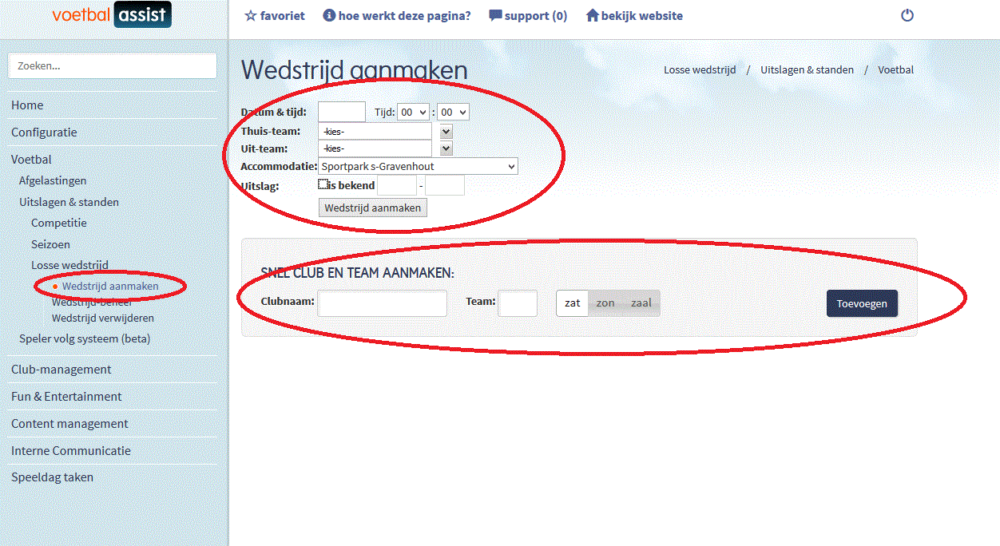 voetbal assist
favoriet hoe werkt deze pagina? support (0) bekijk website
Zoeken...
Home
Configuratie
Voetbal
Afgelastingen
Uitslagen & standen
Competitie
Seizoen
Losse wedstrijd
Wedstrijd aanmaken
Wedstrijd-beheer
Wedstrijd verwijderen
Speler volg systeem (beta)
Club-management
Fun & Entertainment
Content management
Interne Communicatie
Speeldag taken
Wedstrijd aanmaken
Losse wedstrijd / Uitslagen & standen / Voetbal
Datum & tijd: Tijd: 00 : 00
Thuis-team: -kies-
Uit-team: -kies-
Accommodatie: Sportpark s-Gravenhout
Uitslag: is bekend -
Wedstrijd aanmaken
SNEL CLUB EN TEAM AANMAKEN:
Clubnaam: Team: zat zon zaal Toevoegen